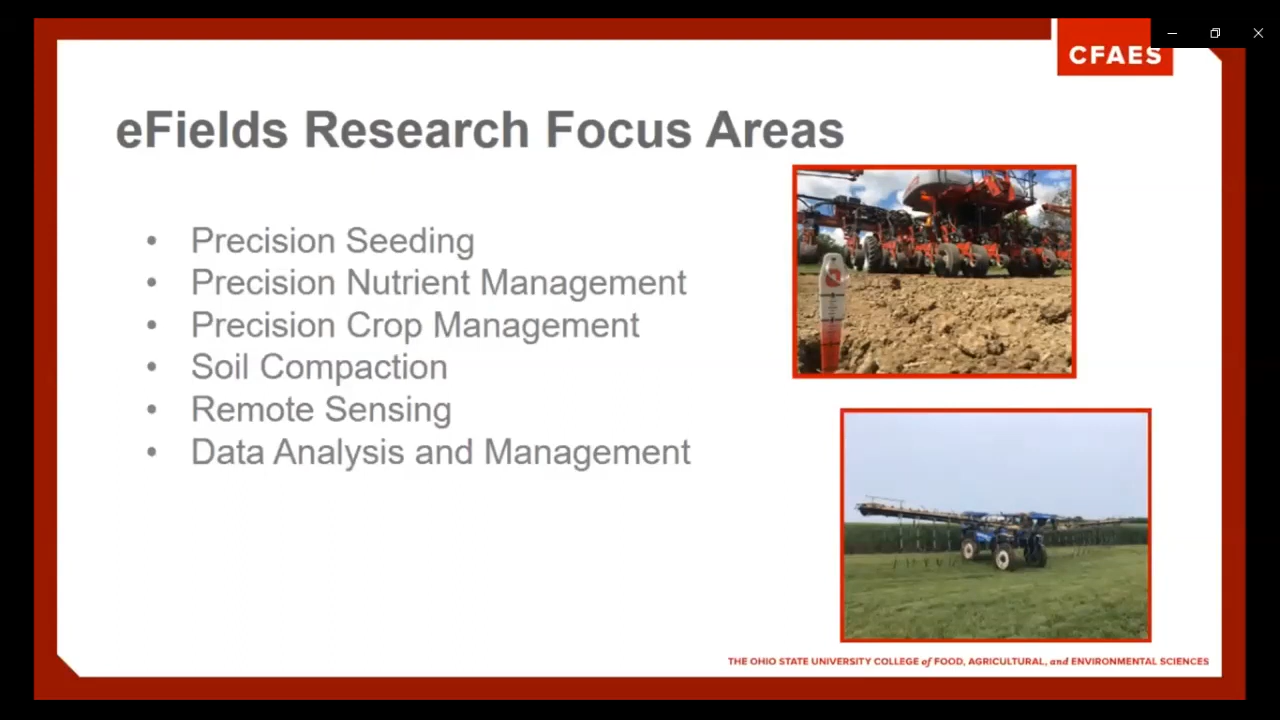 CFAES
eFields Research Focus Areas
• Precision Seeding
• Precision Nutrient Management
• Precision Crop Management
• Soil Compaction
• Remote Sensing
• Data Analysis and Management
THE OHIO STATE UNIVERSITY COLLEGE of FOOD, AGRICULTURAL, and ENVIRONMENTAL SCIENCES